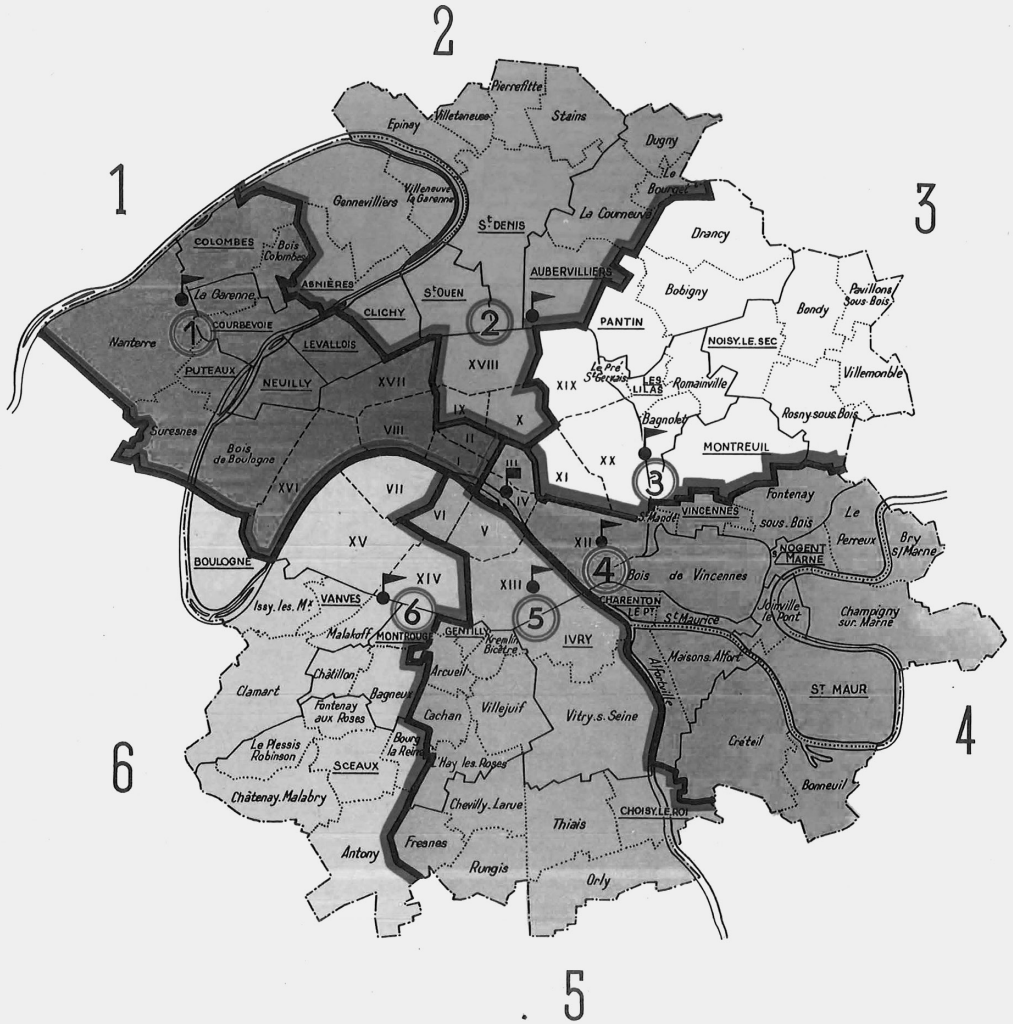 2
1
3
Pierrefitte
Villetaneuse
Stains
Epinay
Dugny
Le
Bourget
Gennevilliers
Villeneuve
la Garenne
La Courneuve
St DENIS
Drancy
COLOMBES
Bois
Colombes
AUBERVILLIERS
ASNIÈRES
St OUEN
Bobigny
Pavillons
Sous-Bois
La Garenne
CLICHY
Bondy
1
COURBEVOIE
2
PANTIN
Nanterre
LEVALLOIS
NOISY.LE.SEC
PUTEAUX
NEUILLY
XVIII
Le Pré
St Gervais
LES
LILAS
Romainville
Villemonble
XVII
XIX
IX
X
Bagnolet
Rosny sous. Bois
Suresnes
VIII
II
MONTREUIL
Bois
de Boulogne
XVI
I
III
XI
XX
3
VII
IV
Fontenay
sous. Bois
VI
V
St Mandé
VINCENNES
Le
Perreux
Bry
s/Marne
XV
XII
BOULOGNE
XIV
XIII
4
Bois de Vincennes
NOGENT
MARNE
Issy. les. Mx
VANVES
6
5
CHARENTON
LE Pt
St Maurice
Joinville
le. Pont
Champigny
sur. Marne
Malakoff
MONTROUGE
GENTILLY
Kremlin
Bicêtre
IVRY
Maisons. Alfort
Alfortville
Châtillon
Arcueil
Clamart
Bagneux
St MAUR
Fontenay
aux Roses
Cachan
Villejuif
Vitry. s. Seine
4
Le Plessis
Robinson
Bourg
la Reine
Créteil
SCEAUX
L'Hay les. Roses
6
Châtenay. Malabry
Bonneuil
Chevilly. Larue
CHOISY.LE.ROI
Thiais
Antony
Fresnes
Rungis
Orly
5